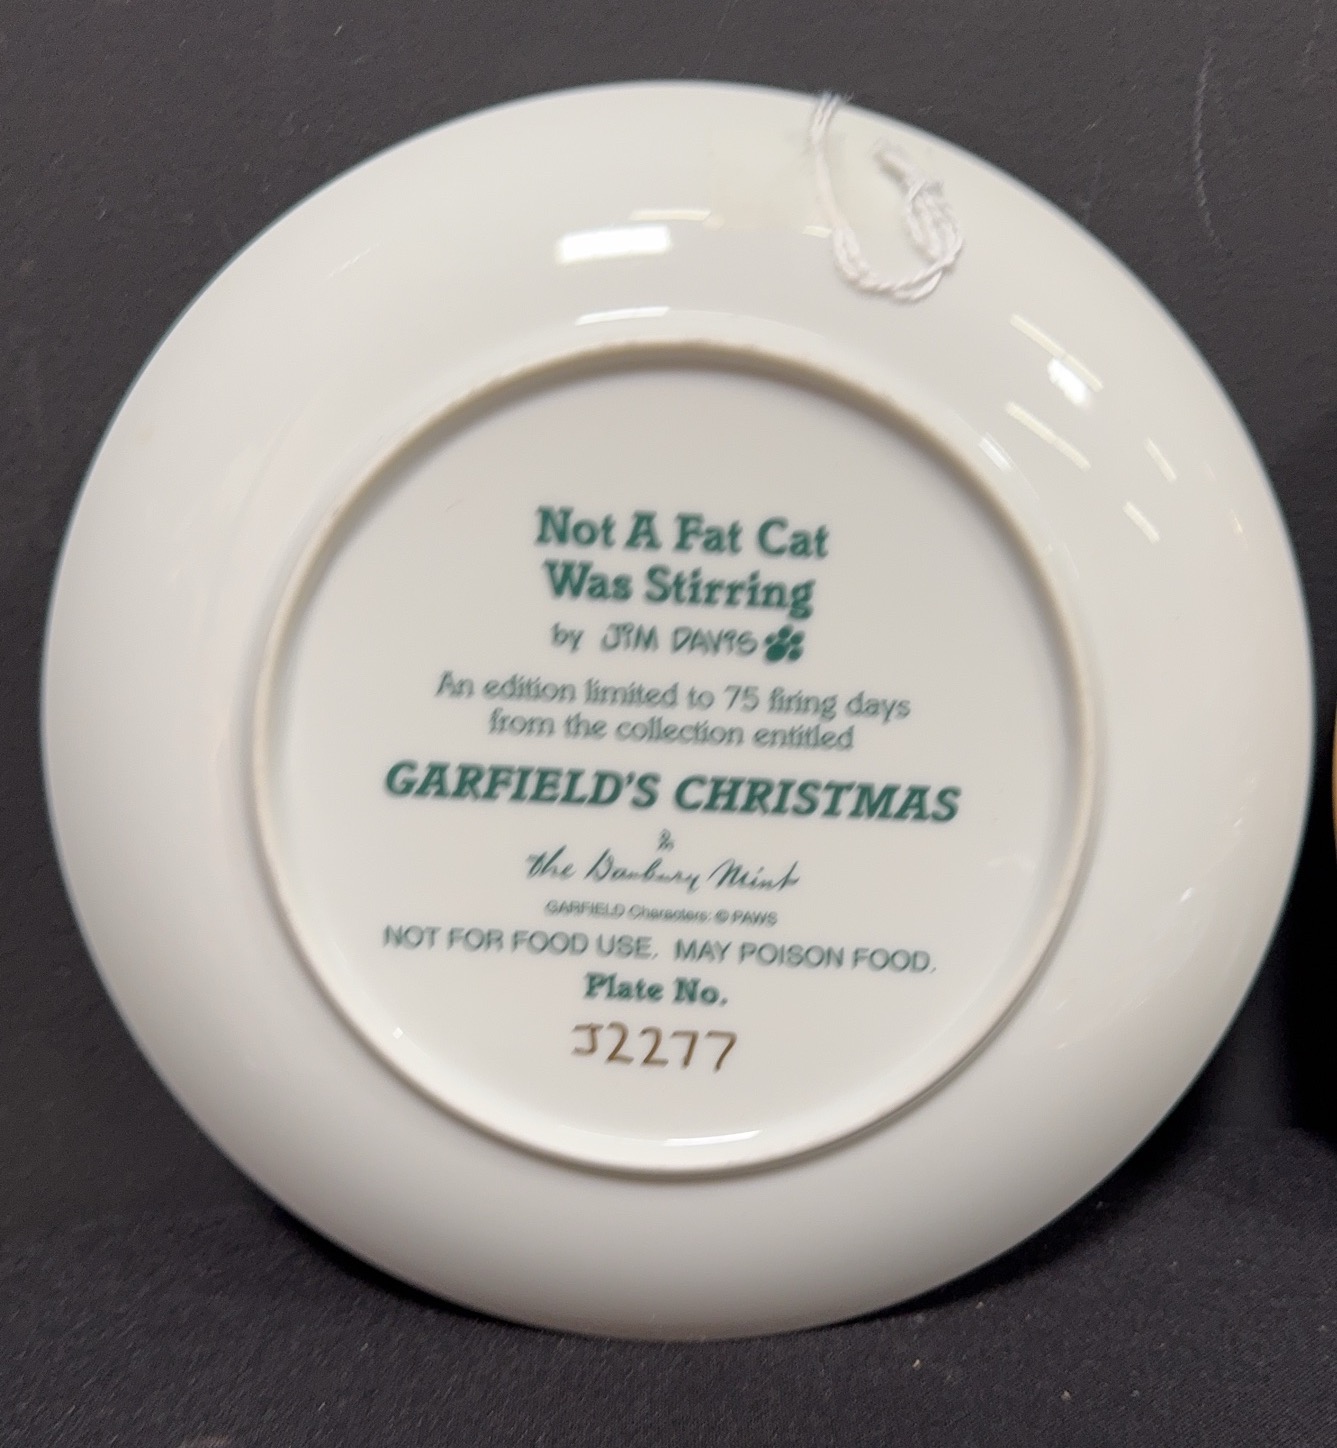 Not A Fat Cat
Was Stirring
by JIM DAVIS
An edition limited to 75 firing days
from the collection entitled
GARFIELD'S CHRISTMAS
The Danbury Mint
GARFIELD Characters: © PAWS
NOT FOR FOOD USE. MAY POISON FOOD.
Plate No.
J2277